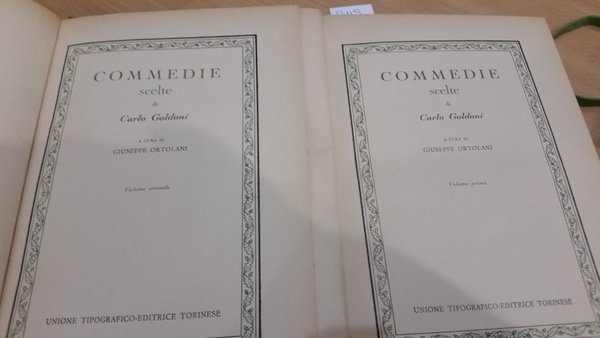 COMMEDIE
scelte
di
Carlo Goldoni
A CURA DI
GIUSEPPE ORTOLANI
Volume secondo
UNIONE TIPOGRAFICO-EDITRICE TORINESE
COMMEDIE
scelte
di
Carlo Goldoni
A CURA DI
GIUSEPPE ORTOLANI
Volume primo
UNIONE TIPOGRAFICO-EDITRICE TORINESE